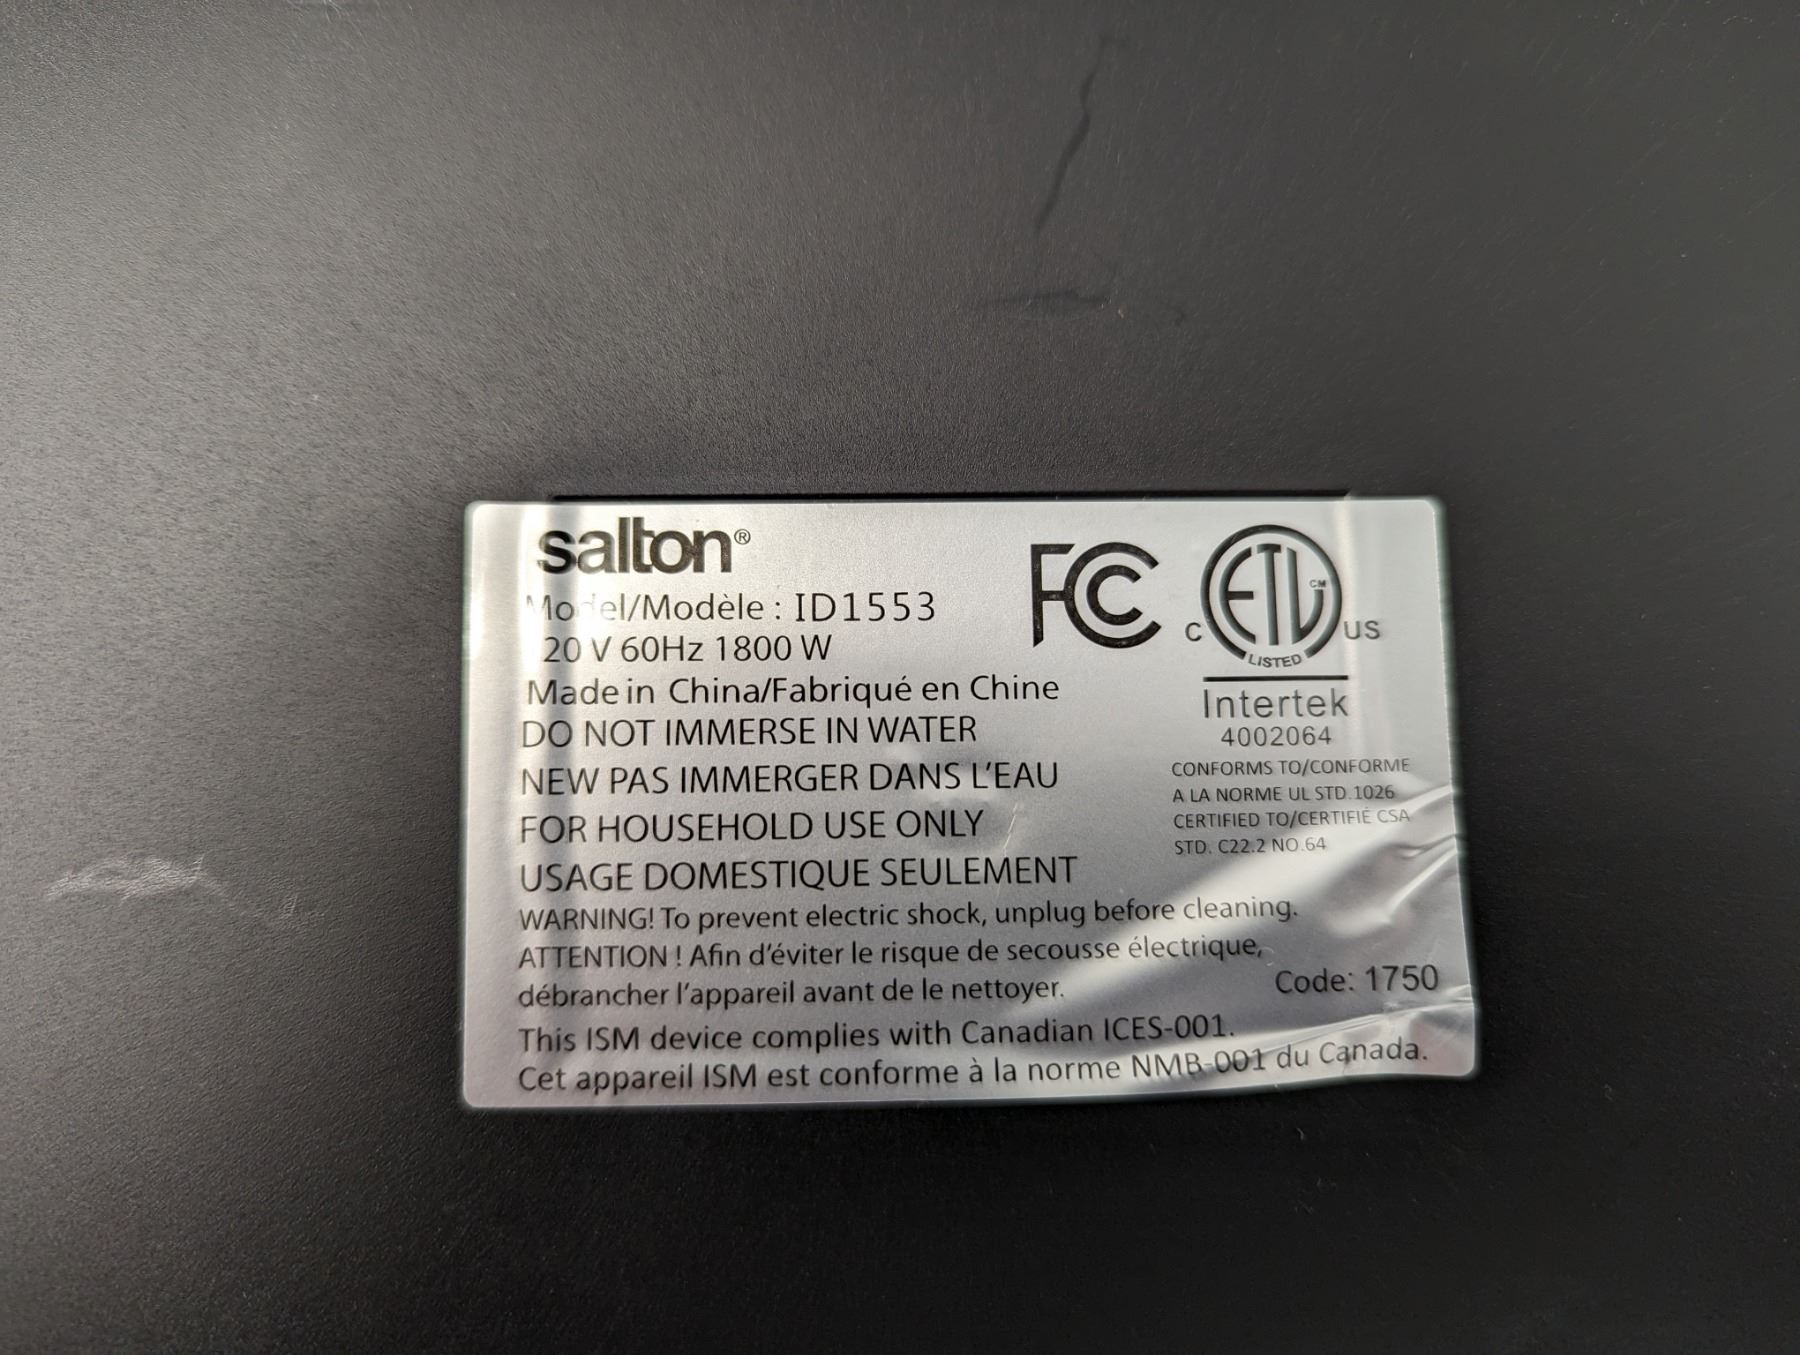 salton®
Model/Modèle : ID1553
20 V 60Hz 1800 W
Made in China/Fabriqué en Chine
DO NOT IMMERSE IN WATER
NEW PAS IMMERGER DANS L'EAU
FOR HOUSEHOLD USE ONLY
USAGE DOMESTIQUE SEULEMENT
WARNING! To prevent electric shock, unplug before cleaning.
ATTENTION ! Afin d'éviter le risque de secousse électrique,
débrancher l'appareil avant de le nettoyer.
This ISM device complies with Canadian ICES-001.
Cet appareil ISM est conforme à la norme NMB-001 du Canada.
FC
ETL CM
C US
LISTED
Intertek
4002064
CONFORMS TO/CONFORME
A LA NORME UL STD.1026
CERTIFIED TO/CERTIFIÉ CSA
STD. C22.2 NO.64
Code: 1750